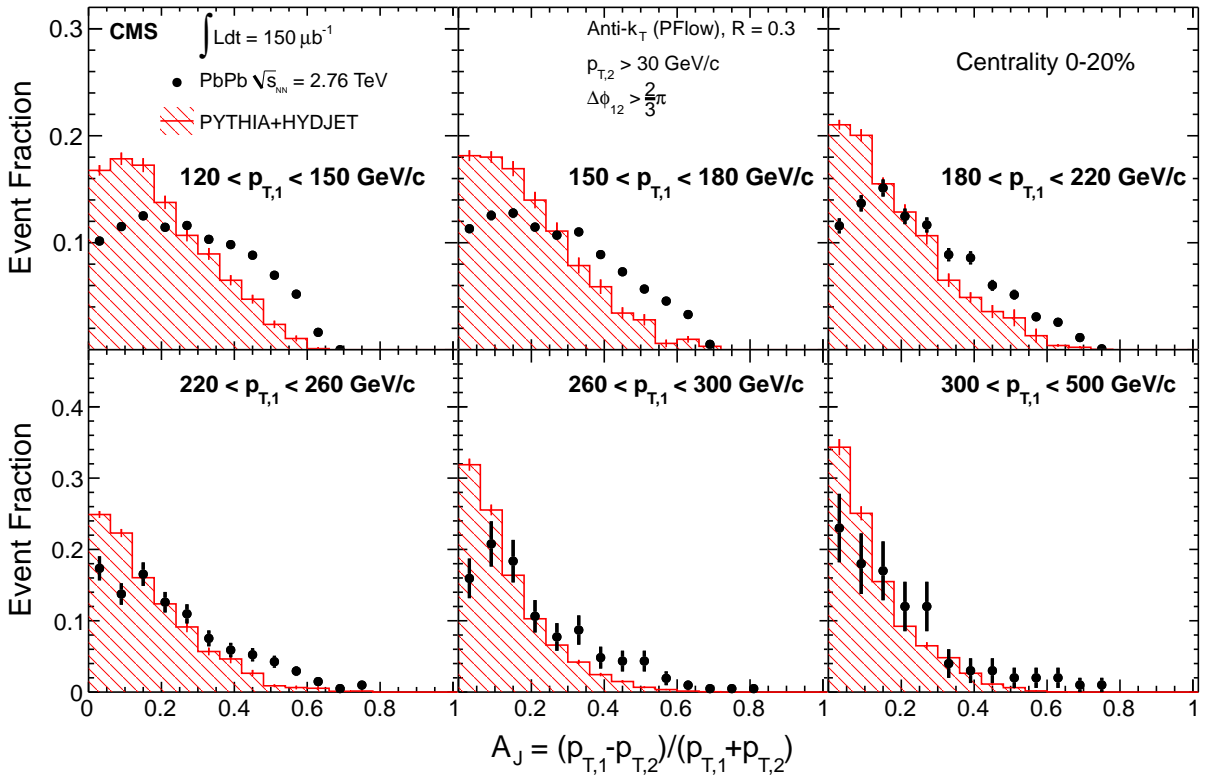 CMS
∫Ldt = 150 μb⁻¹
PbPb √s_NN = 2.76 TeV
PYTHIA+HYDJET
120 < p_T,1 < 150 GeV/c
Anti-k_T (PFlow), R = 0.3
p_T,2 > 30 GeV/c
Δϕ_12 > 2/3 π
150 < p_T,1 < 180 GeV/c
Centrality 0-20%
180 < p_T,1 < 220 GeV/c
Event Fraction
0.3
0.2
0.1
220 < p_T,1 < 260 GeV/c
260 < p_T,1 < 300 GeV/c
300 < p_T,1 < 500 GeV/c
Event Fraction
0.4
0.3
0.2
0.1
0
0 0.2 0.4 0.6 0.8 1 0.2 0.4 0.6 0.8 1 0.2 0.4 0.6 0.8 1
A_J = (p_T,1-p_T,2)/(p_T,1+p_T,2)